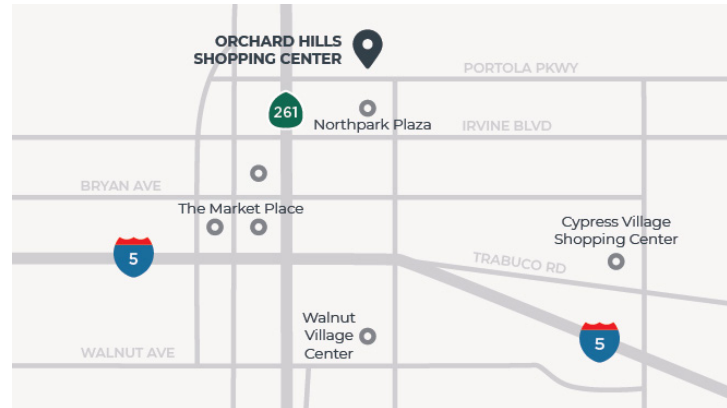 ORCHARD HILLS
SHOPPING CENTER
PORTOLA PKWY
261
Northpark Plaza
IRVINE BLVD
BRYAN AVE
The Market Place
Cypress Village
Shopping Center
5
TRABUCO RD
Walnut
Village
Center
5
WALNUT AVE